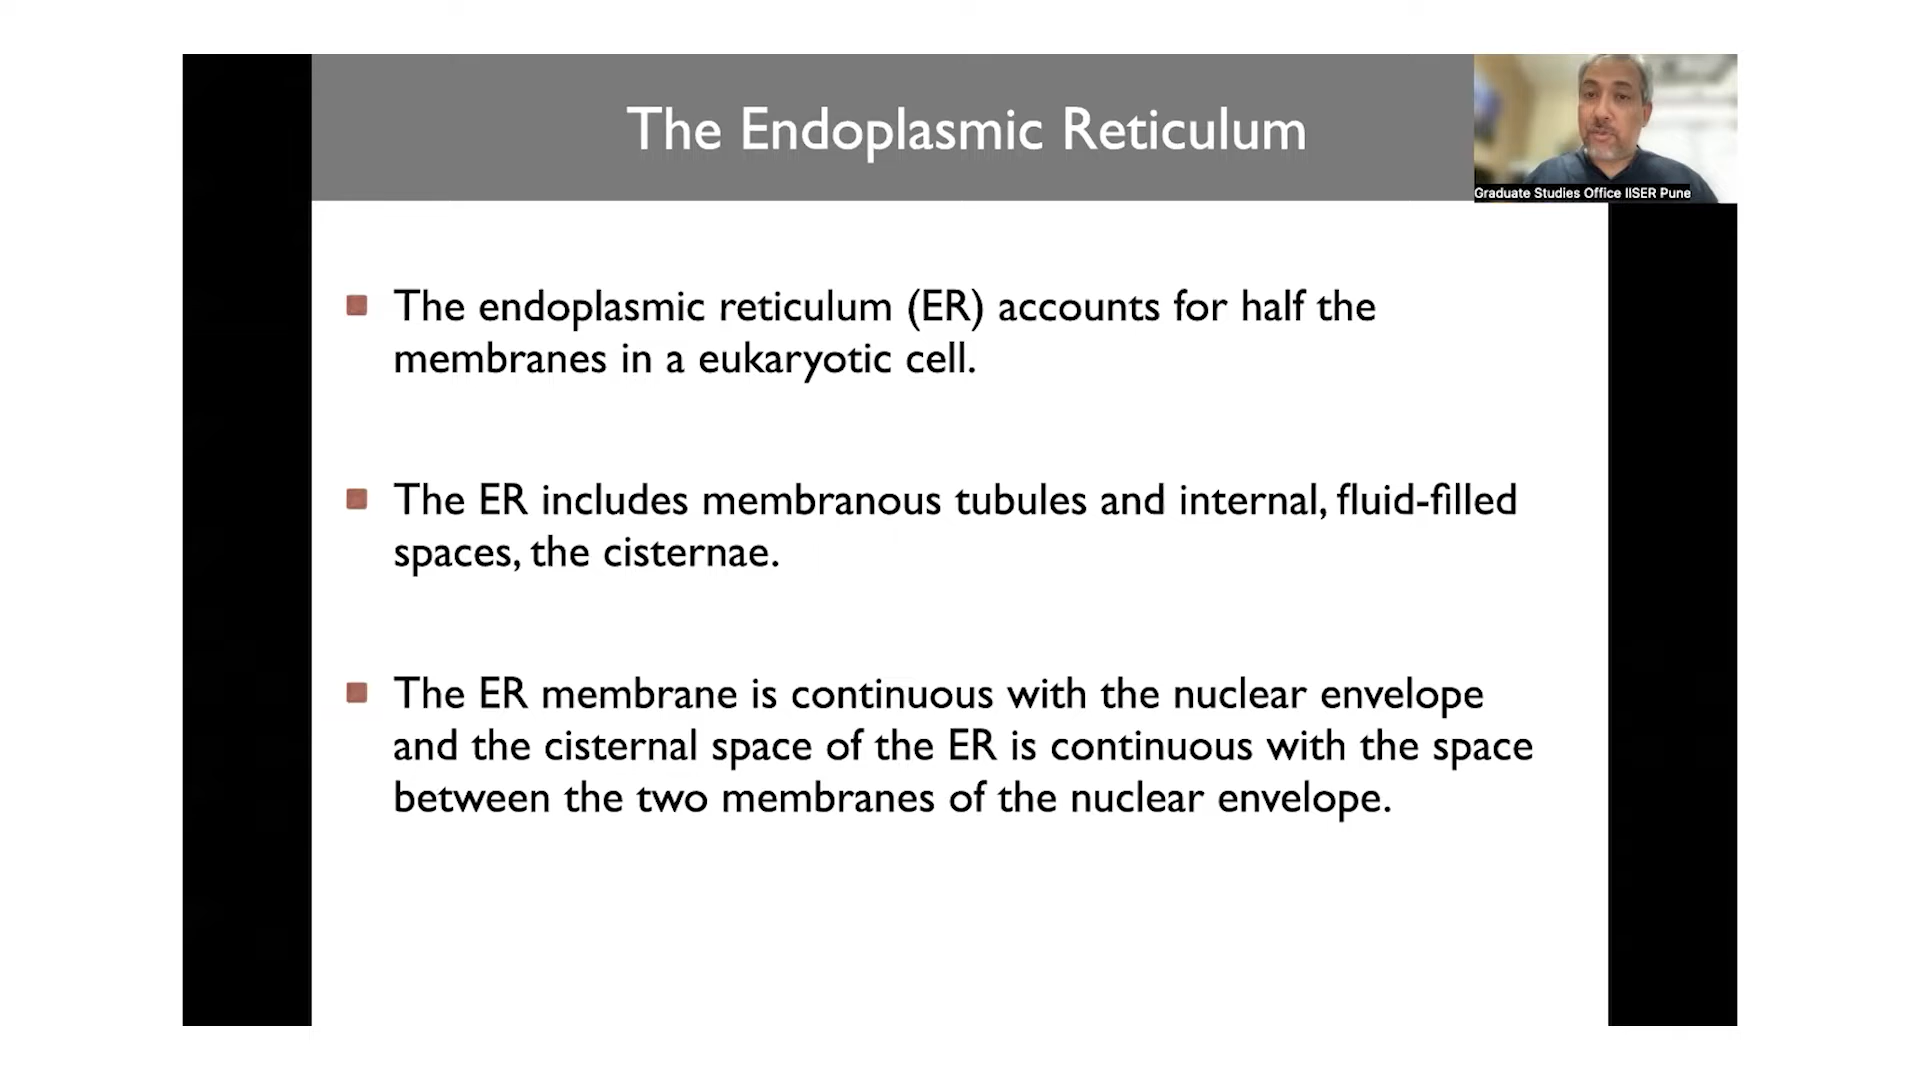 The Endoplasmic Reticulum
Graduate Studies Office IISER Pune
The endoplasmic reticulum (ER) accounts for half the
membranes in a eukaryotic cell.
The ER includes membranous tubules and internal, fluid-filled
spaces, the cisternae.
The ER membrane is continuous with the nuclear envelope
and the cisternal space of the ER is continuous with the space
between the two membranes of the nuclear envelope.